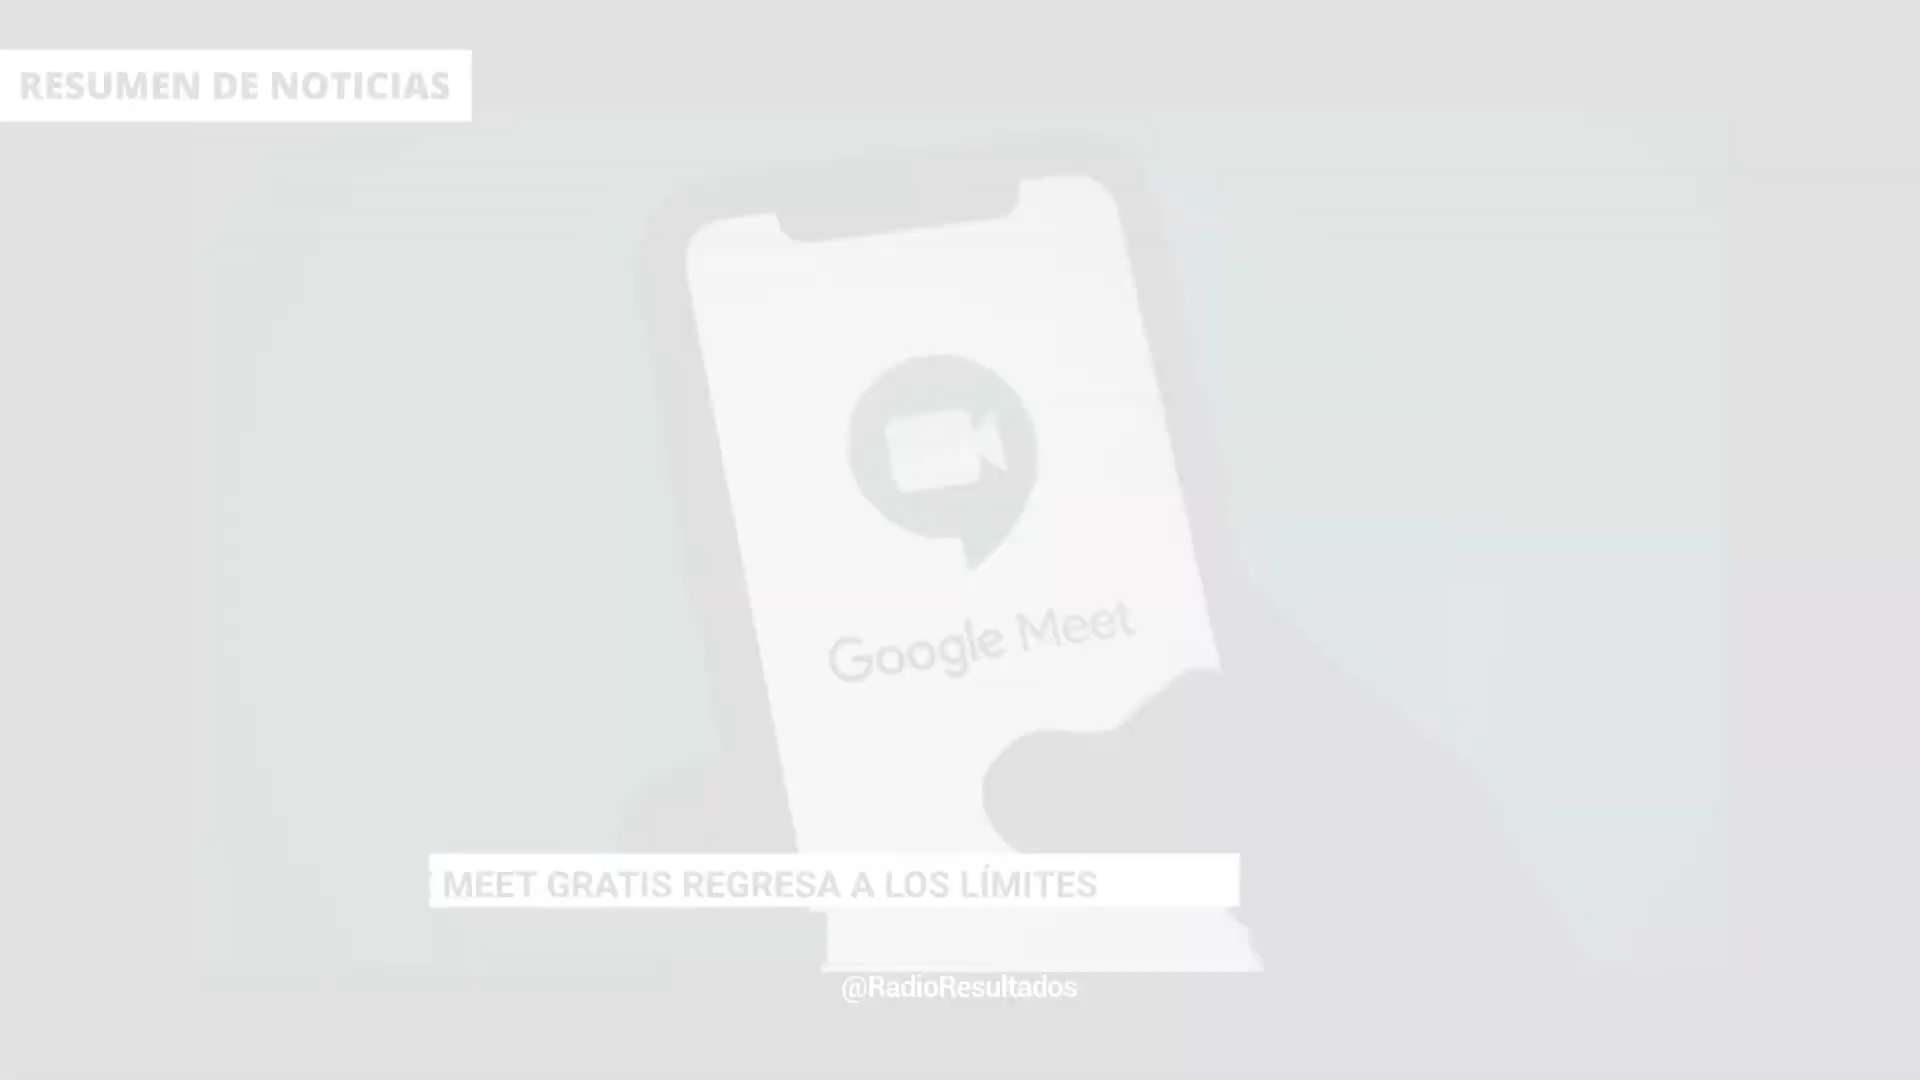 RESUMEN DE NOTICIAS
Google Meet
MEET GRATIS REGRESA A LOS LÍMITES
@RadioResultados